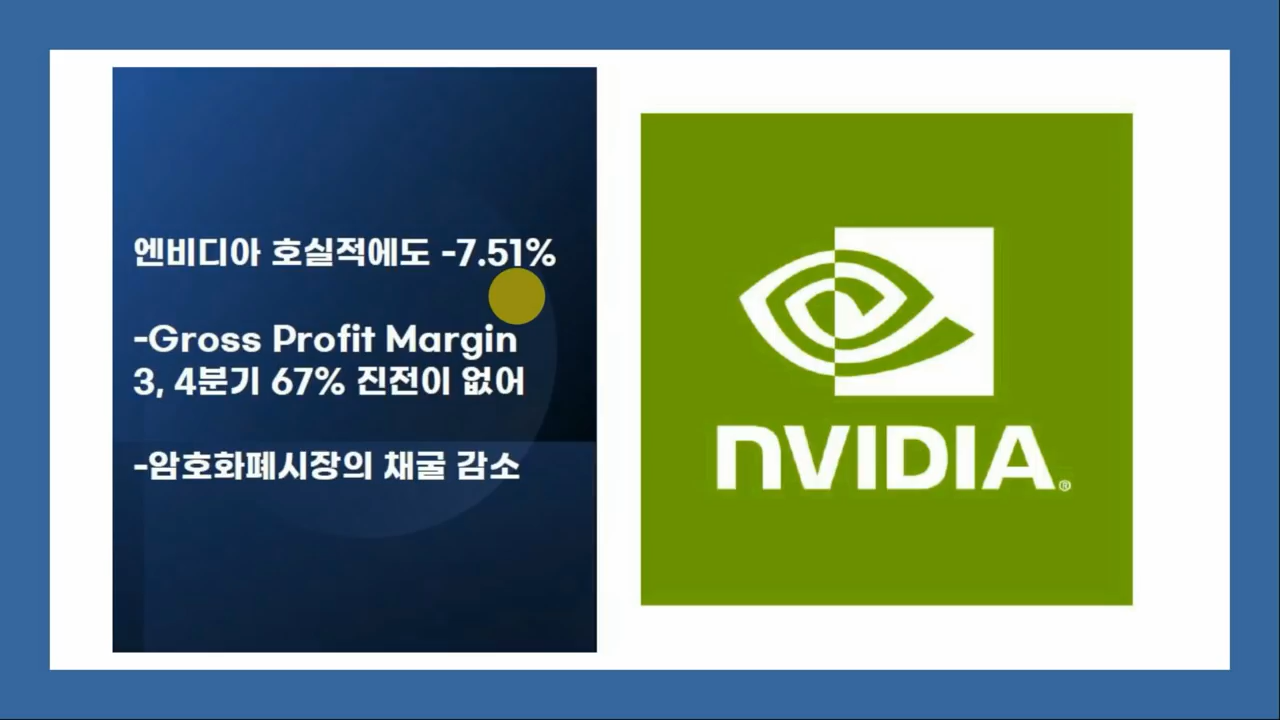 엔비디아 호실적에도 -7.51%
-Gross Profit Margin
3, 4분기 67% 진전이 없어
-암호화폐시장의 채굴 감소
NVIDIA®